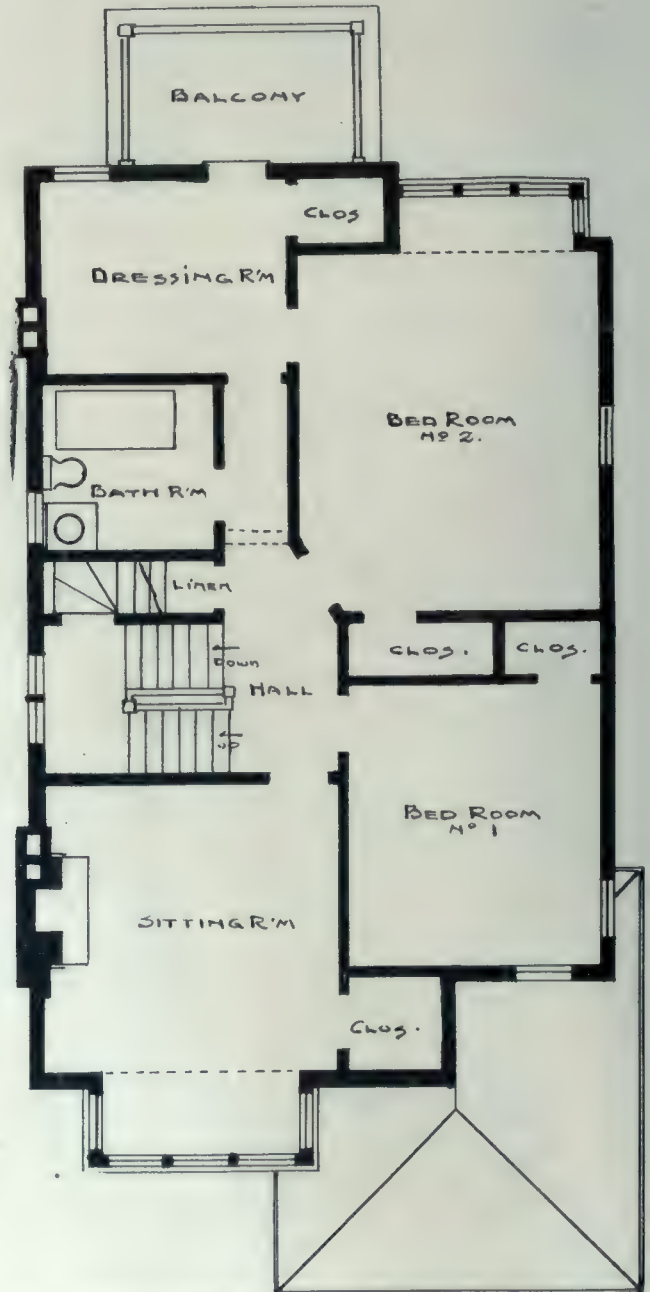 BALCONY
CLOS
DRESSING R'M
BED ROOM
No 2.
BATH R'M
LINEN
DOWN
CLOS.
CLOS.
HALL
UP
BED ROOM
No 1
SITTING R'M
CLOS.